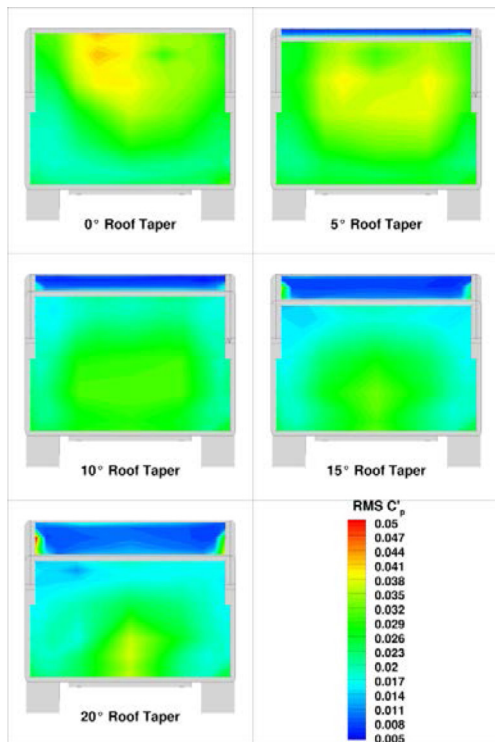 0° Roof Taper
5° Roof Taper
10° Roof Taper
15° Roof Taper
20° Roof Taper
RMS C'p
0.05
0.047
0.044
0.041
0.038
0.035
0.032
0.029
0.026
0.023
0.02
0.017
0.014
0.011
0.008
0.005